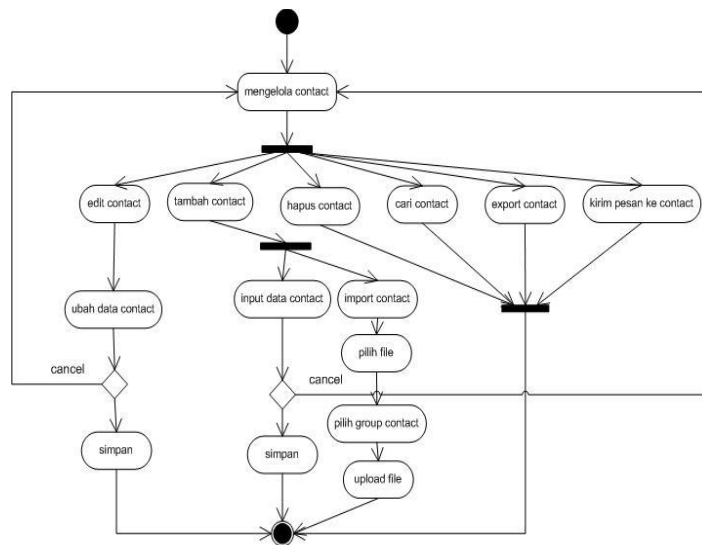 mengelola contact
edit contact
tambah contact
hapus contact
cari contact
export contact
kirim pesan ke contact
ubah data contact
input data contact
import contact
pilih file
cancel
cancel
pilih group contact
simpan
simpan
upload file